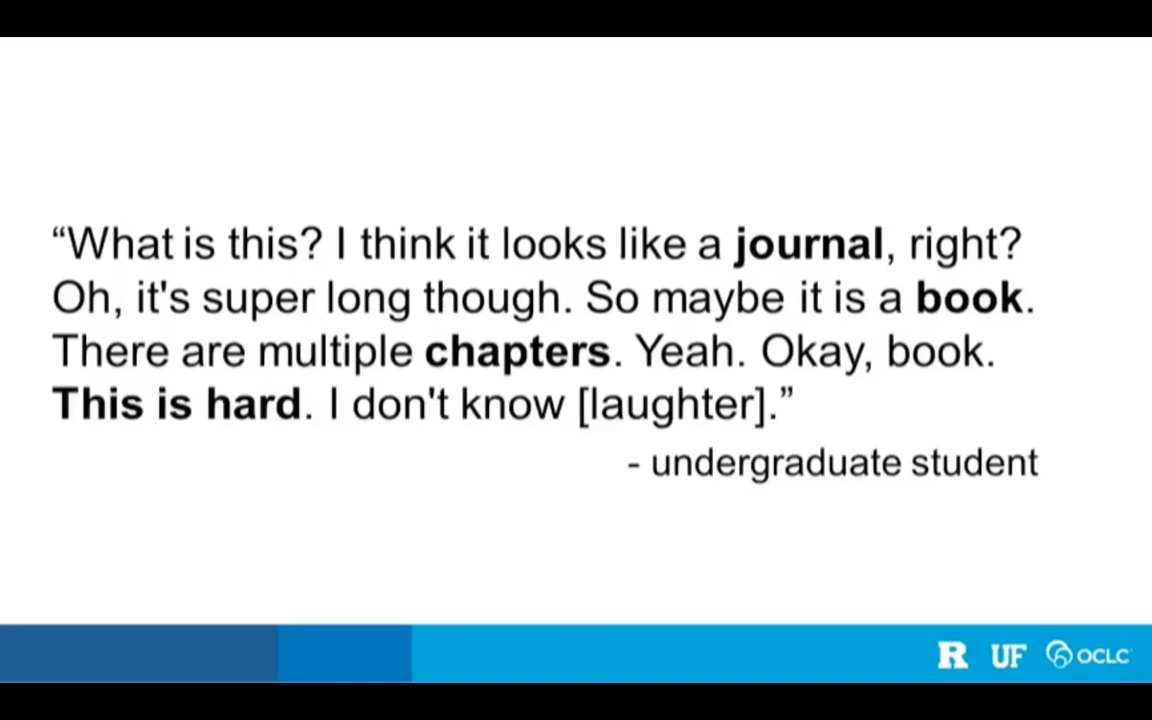 “What is this? I think it looks like a journal, right?
Oh, it's super long though. So maybe it is a book.
There are multiple chapters. Yeah. Okay, book.
This is hard. I don't know [laughter].”
- undergraduate student
R UF OCLC